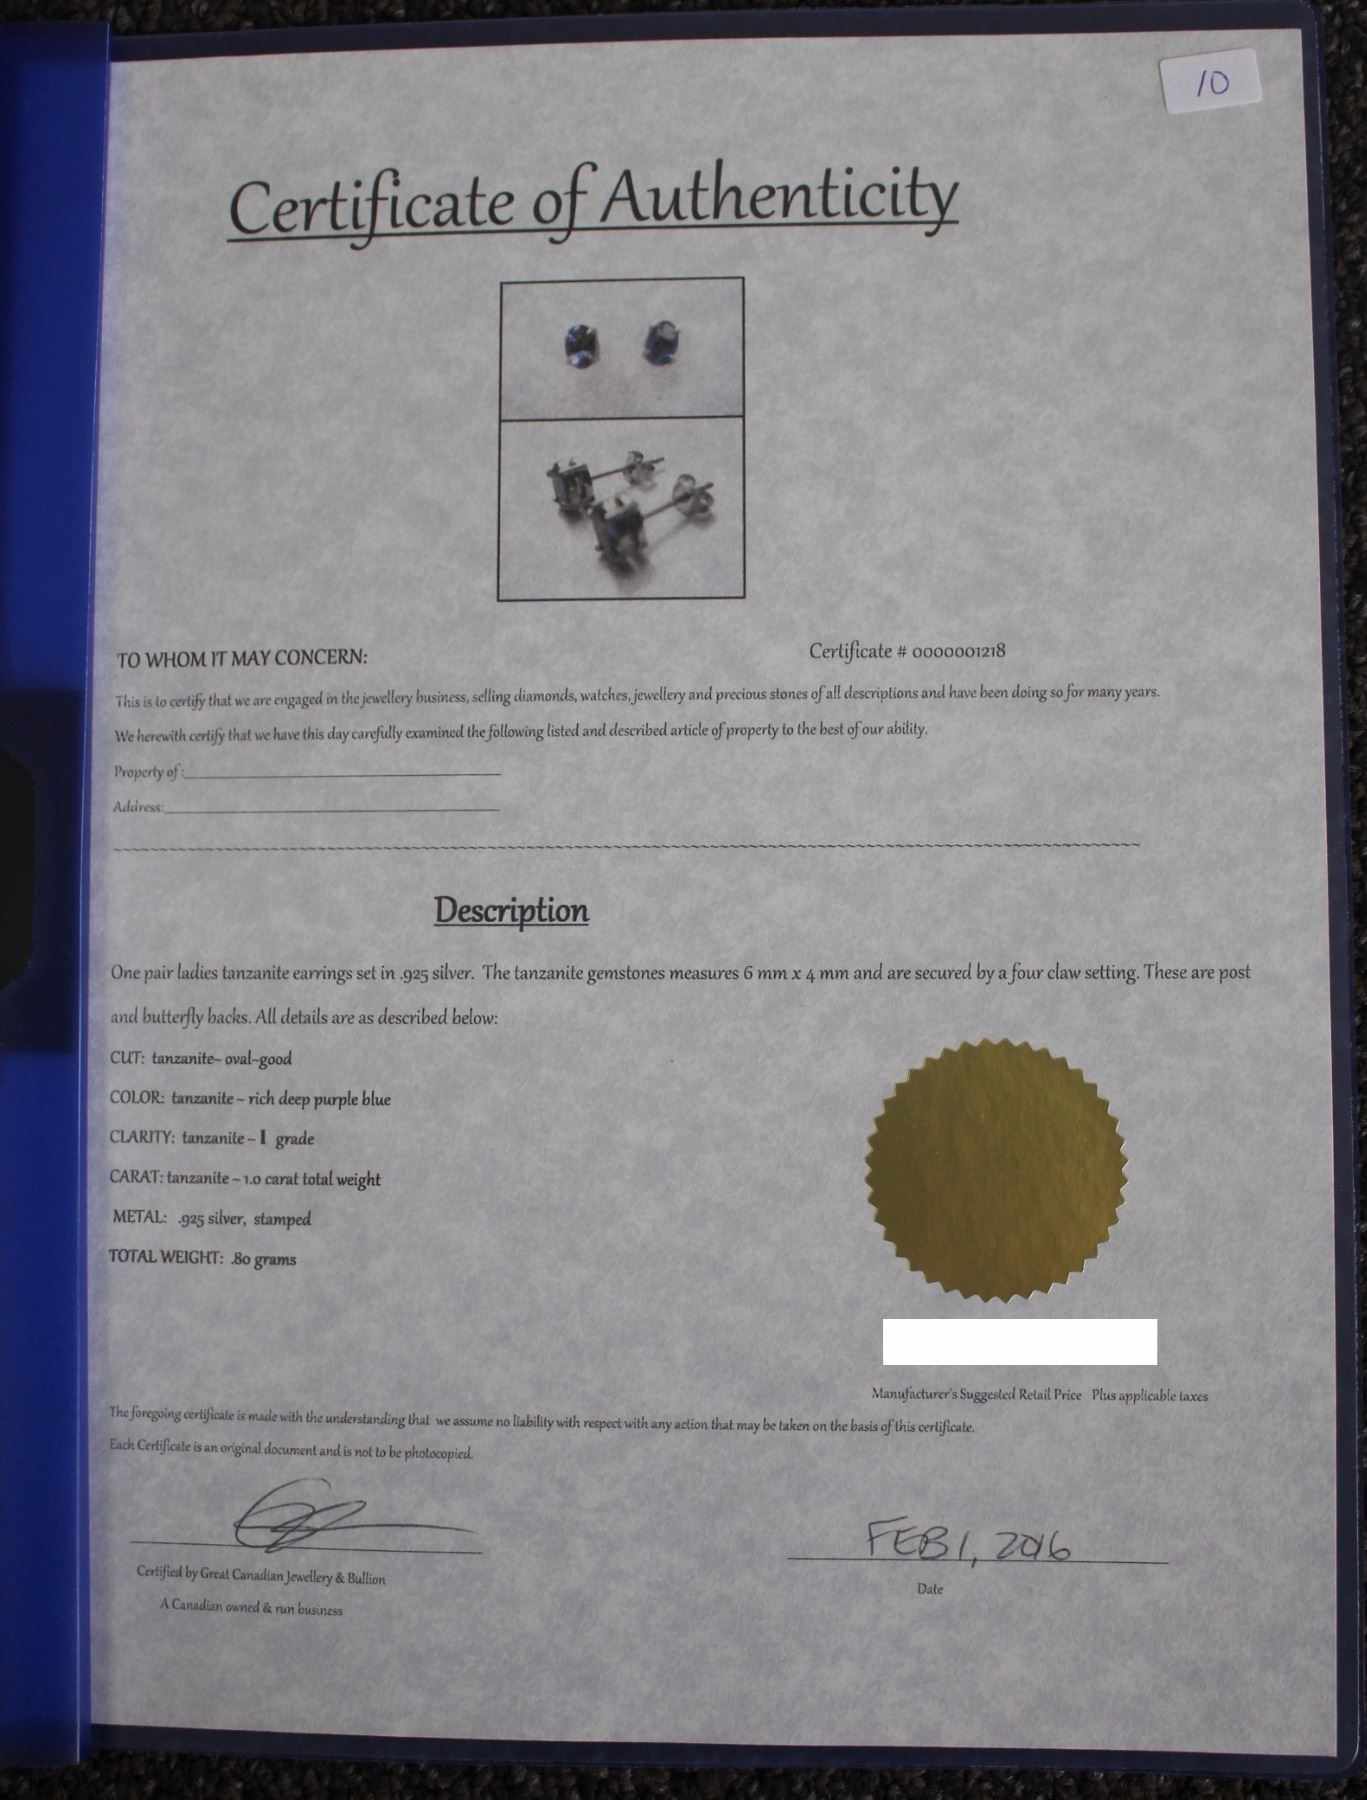 10
Certificate of Authenticity
TO WHOM IT MAY CONCERN:
Certificate # 0000001218
This is to certify that we are engaged in the jewellery business, selling diamonds, watches, jewellery and precious stones of all descriptions and have been doing so for many years.
We herewith certify that we have this day carefully examined the following listed and described article of property to the best of our ability.
Property of:
Address:
Description
One pair ladies tanzanite earrings set in .925 silver. The tanzanite gemstones measures 6 mm x 4 mm and are secured by a four claw setting. These are post
and butterfly backs. All details are as described below:
CUT: tanzanite~ oval~good
COLOR: tanzanite ~ rich deep purple blue
CLARITY: tanzanite ~ I grade
CARAT: tanzanite ~ 1.0 carat total weight
METAL: .925 silver, stamped
TOTAL WEIGHT: .80 grams
Manufacturer's Suggested Retail Price Plus applicable taxes
The foregoing certificate is made with the understanding that we assume no liability with respect with any action that may be taken on the basis of this certificate.
Each Certificate is an original document and is not to be photocopied.
FEB 1, 2016
Certified by Great Canadian Jewellery & Bullion
Date
A Canadian owned & run business